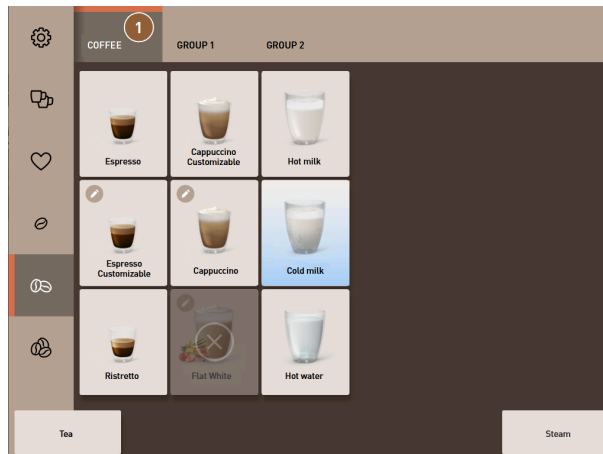 COFFEE
1
GROUP 1
GROUP 2
Espresso
Cappuccino
Customizable
Hot milk
Espresso
Customizable
Cappuccino
Cold milk
Ristretto
Flat White
Hot water
Tea
Steam